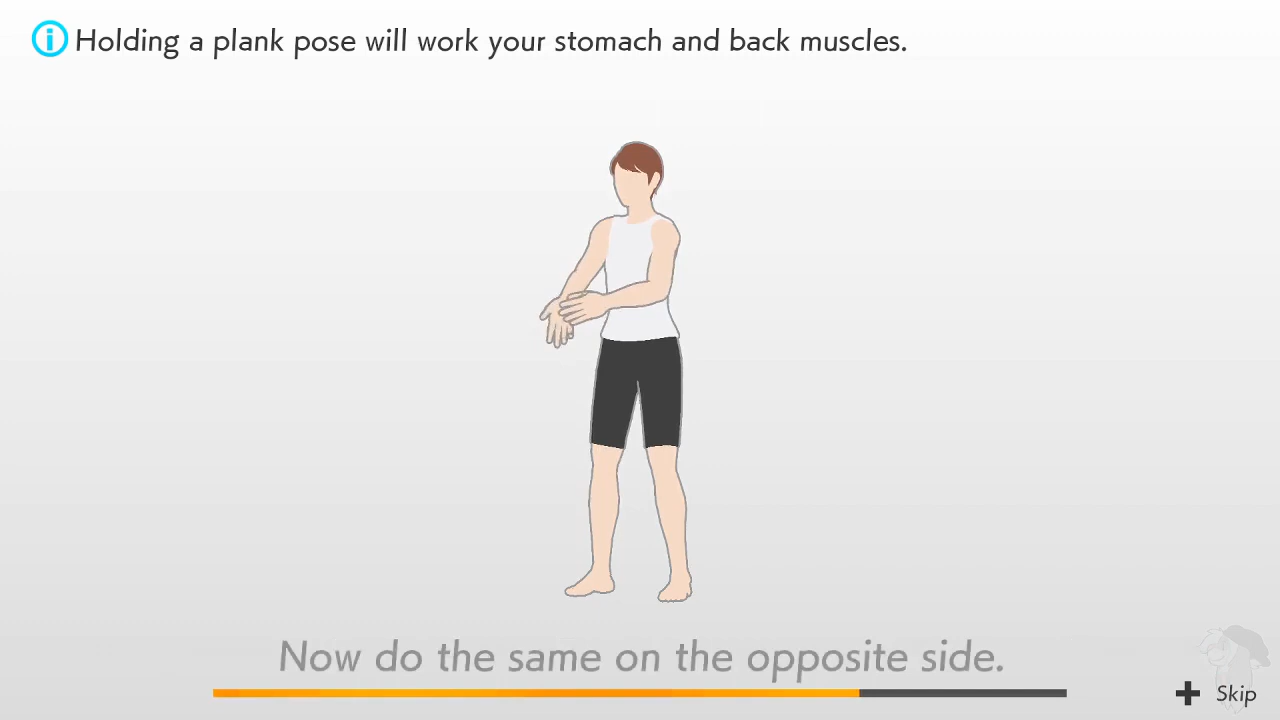 Holding a plank pose will work your stomach and back muscles.
Now do the same on the opposite side.
Skip